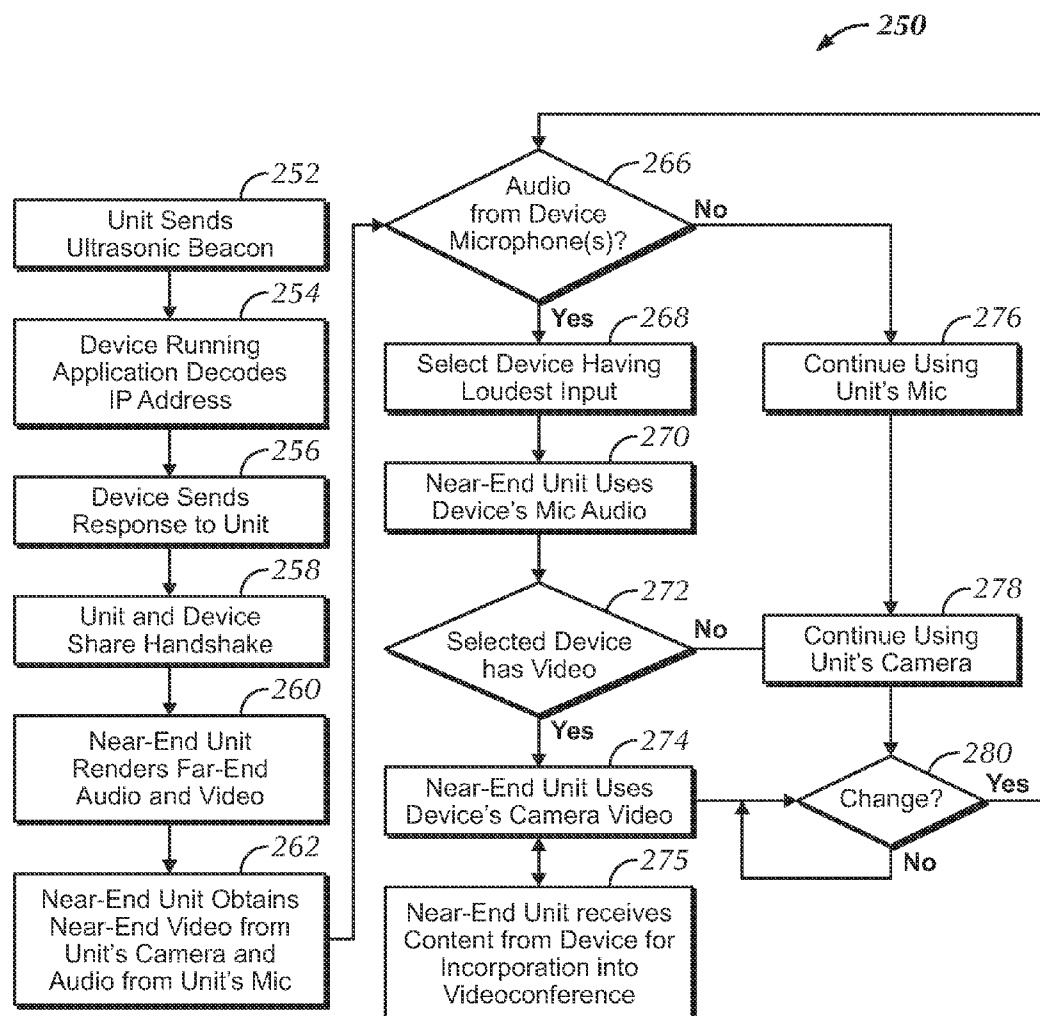 250
252
Unit Sends
Ultrasonic Beacon
254
Device Running
Application Decodes
IP Address
256
Device Sends
Response to Unit
258
Unit and Device
Share Handshake
260
Near-End Unit
Renders Far-End
Audio and Video
262
Near-End Unit Obtains
Near-End Video from
Unit's Camera and
Audio from Unit's Mic
266
Audio
from Device
Microphone(s)?
No
Yes
268
Select Device Having
Loudest Input
270
Near-End Unit Uses
Device's Mic Audio
272
Selected Device
has Video
No
Yes
274
Near-End Unit Uses
Device's Camera Video
275
Near-End Unit receives
Content from Device for
Incorporation into
Videoconference
276
Continue Using
Unit's Mic
278
Continue Using
Unit's Camera
280
Change?
Yes
No